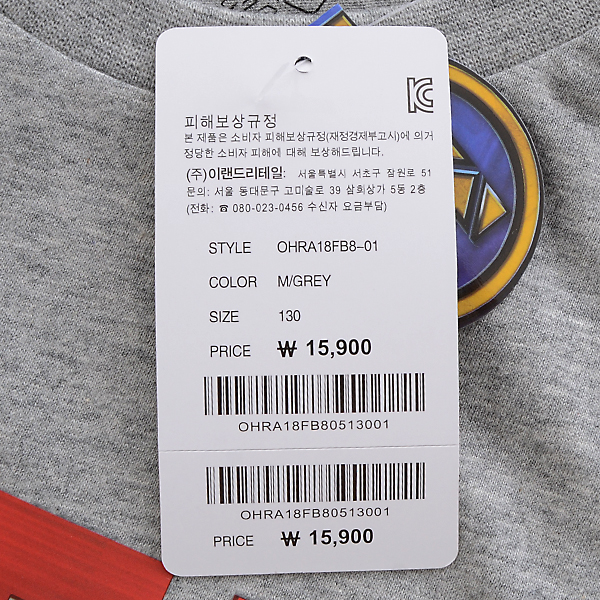 피해보상규정
본 제품은 소비자 피해보상규정(재정경제부고시)에 의거
정당한 소비자 피해에 대해 보상해드립니다.
(주)이랜드리테일: 서울특별시 서초구 잠원로 51
문의: 서울 동대문구 고미술로 39 삼희상가 5동 2층
(전화: ☎ 080-023-0456 수신자 요금부담)
STYLE OHRA18FB8-01
COLOR M/GREY
SIZE 130
PRICE ₩ 15,900
OHRA18FB80513001
OHRA18FB80513001
PRICE ₩ 15,900